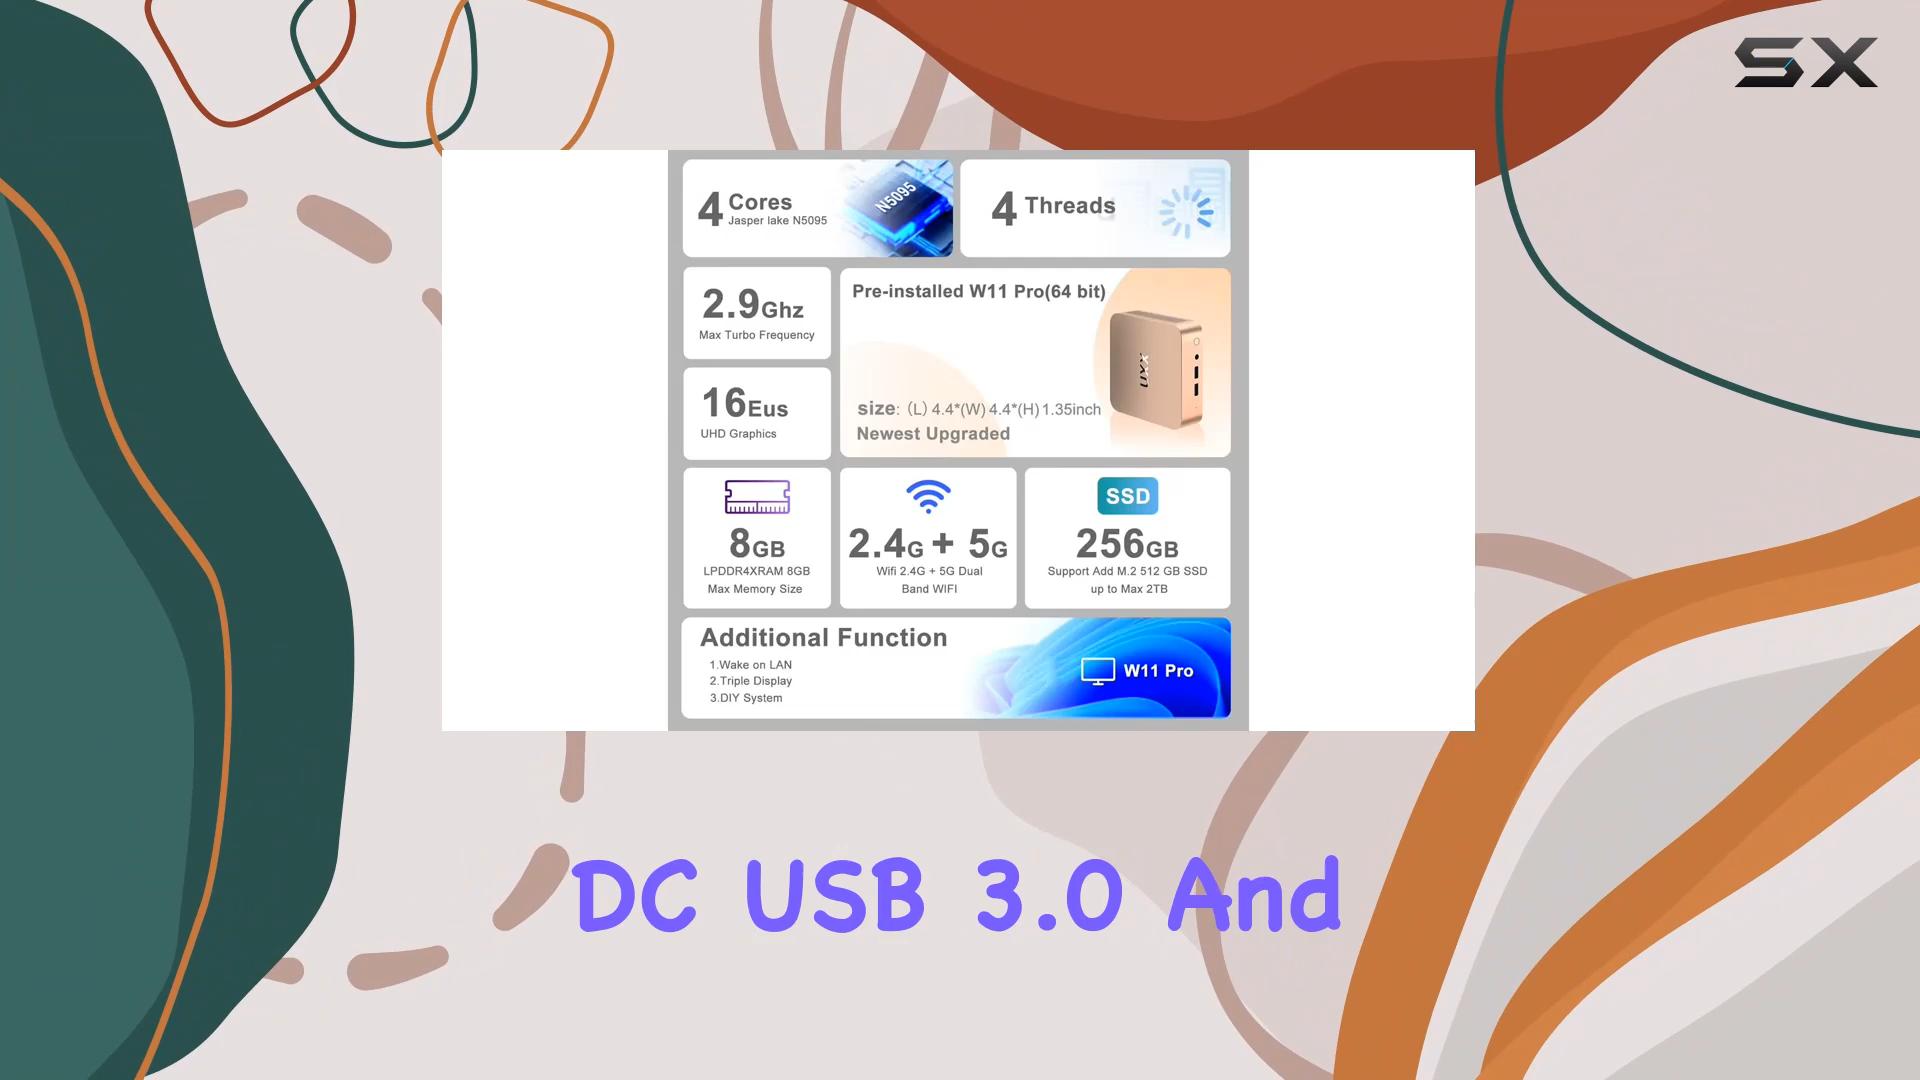 SX
4 Cores
Jasper lake N5095
N5095
4 Threads
2.9Ghz
Max Turbo Frequency
Pre-installed W11 Pro(64 bit)
UXX
size: (L) 4.4*(W) 4.4*(H) 1.35inch
Newest Upgraded
16Eus
UHD Graphics
8GB
LPDDR4XRAM 8GB
Max Memory Size
2.4G + 5G
Wifi 2.4G + 5G Dual
Band WIFI
SSD
256GB
Support Add M.2 512 GB SSD
up to Max 2TB
Additional Function
1.Wake on LAN
2.Triple Display
3.DIY System
W11 Pro
DC USB 3.0 And